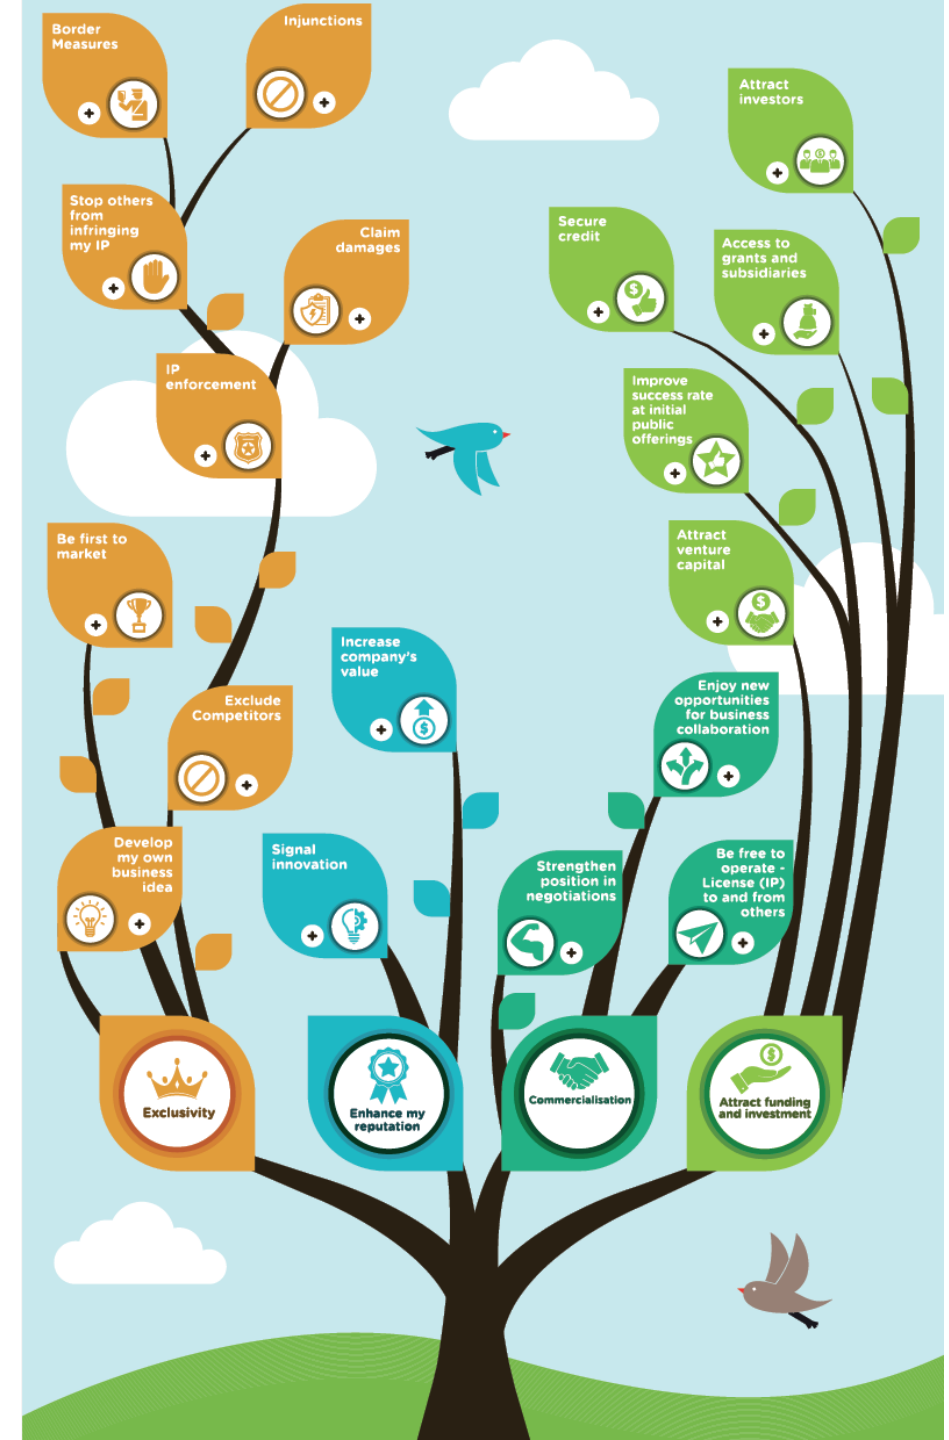 Border
Measures
Injunctions
Attract
investors
Stop others
from
infringing
my IP
Claim
damages
Secure
credit
Access to
grants and
subsidiaries
IP
enforcement
Improve
success rate
at initial
public
offerings
Be first to
market
Attract
venture
capital
Increase
company's
value
Exclude
Competitors
Enjoy new
opportunities
for business
collaboration
Develop
my own
business
idea
Signal
innovation
Strengthen
position in
negotiations
Be free to
operate -
License (IP)
to and from
others
Exclusivity
Enhance my
reputation
Commercialisation
Attract funding
and investment